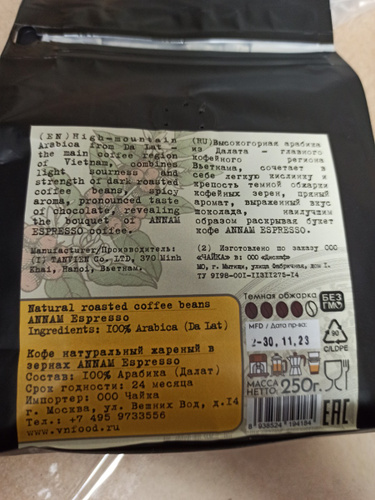 (EN)High-mountain
Arabica from Da Lat -
the main coffee region
of Vietnam, combines
light sourness and
strength of dark roasted
coffee beans, spicy
aroma, pronounced taste
of chocolate, revealing
the bouquet of ANNAM
ESPRESSO coffee.
(RU)Высокогорная арабика
из Далата - главного
кофейного региона
Вьетнама, сочетает в
себе легкую кислинку и
крепость темной обжарки
кофейных зерен, пряный
аромат, выраженный вкус
шоколада, наилучшим
образом раскрывая букет
кофе ANNAM ESPRESSO.
Manufacturer/Производитель:
(1) TANVIEN Co., LTD, 370 Minh
Khai, Hanoi, Вьетнам.
(2) Изготовлено по заказу ООО
«ЧАЙКА» в: ООО
МО, г. Мытищи, улица Фабричная, дом 1.
Natural roasted coffee beans
ANNAM Espresso
Ingredients: 100% Arabica (Da Lat)
Кофе натуральный жареный в
зернах ANNAM Espresso
Состав: 100% Арабика (Далат)
Срок годности: 24 месяца
Импортер: ООО Чайка
г. Москва, ул. Вешних Вод, д.14
Тел.: +7 495 9733556
www.vnfood.ru
Темная обжарка
БЕЗ
ГМО
MFD / Дата пр-ва:
2-30,11,23
90
C/LDPE
МАССА
НЕТТО: 250г.
8 938524 194184
EAC